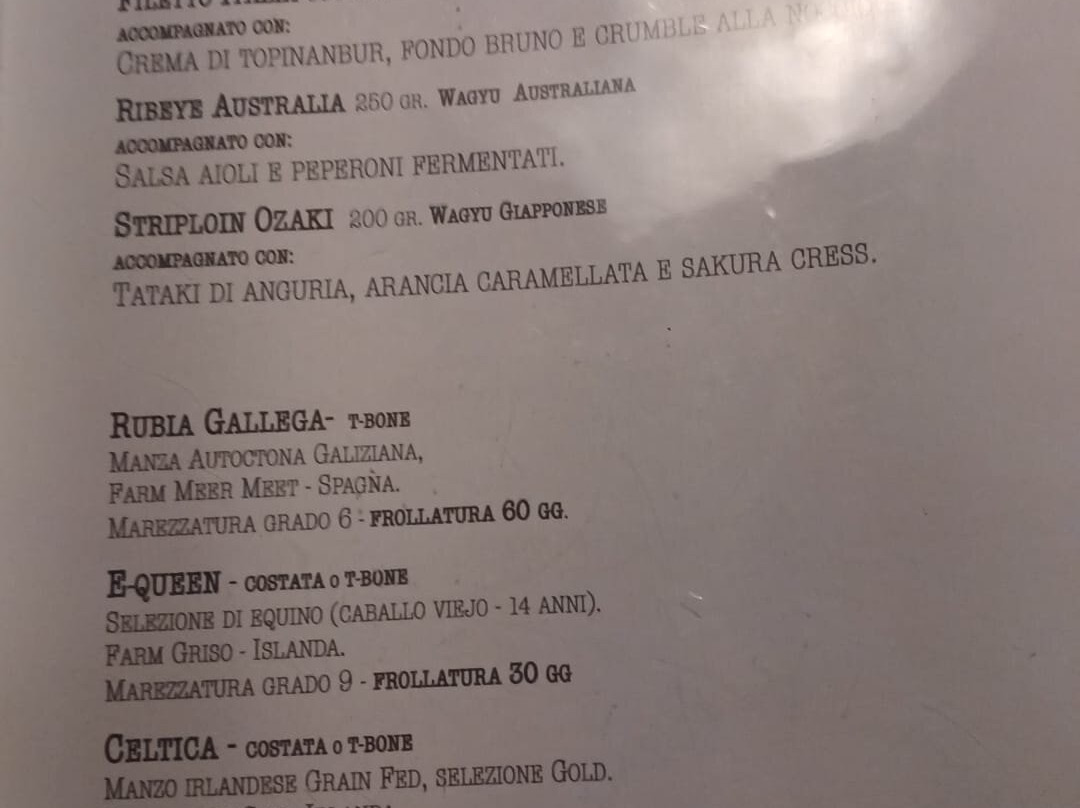 FILETTO
ACCOMPAGNATO CON:
CREMA DI TOPINANBUR, FONDO BRUNO E CRUMBLE ALLA
RIBEYE AUSTRALIA 250 GR. WAGYU AUSTRALIANA
ACCOMPAGNATO CON:
SALSA AIOLI E PEPERONI FERMENTATI.
STRIPLOIN OZAKI 200 GR. WAGYU GIAPPONESE
ACCOMPAGNATO CON:
TATAKI DI ANGURIA, ARANCIA CARAMELLATA E SAKURA CRESS.
RUBIA GALLEGA- T-BONE
MANZA AUTOCTONA GALIZIANA,
FARM MEER MEET - SPAGÑA.
MAREZZATURA GRADO 6 - FROLLATURA 60 GG.
E-QUEEN - COSTATA O T-BONE
SELEZIONE DI EQUINO (CABALLO VIEJO - 14 ANNI).
FARM GRISO - ISLANDA.
MAREZZATURA GRADO 9 - FROLLATURA 30 GG
CELTICA - COSTATA O T-BONE
MANZO IRLANDESE GRAIN FED, SELEZIONE GOLD.